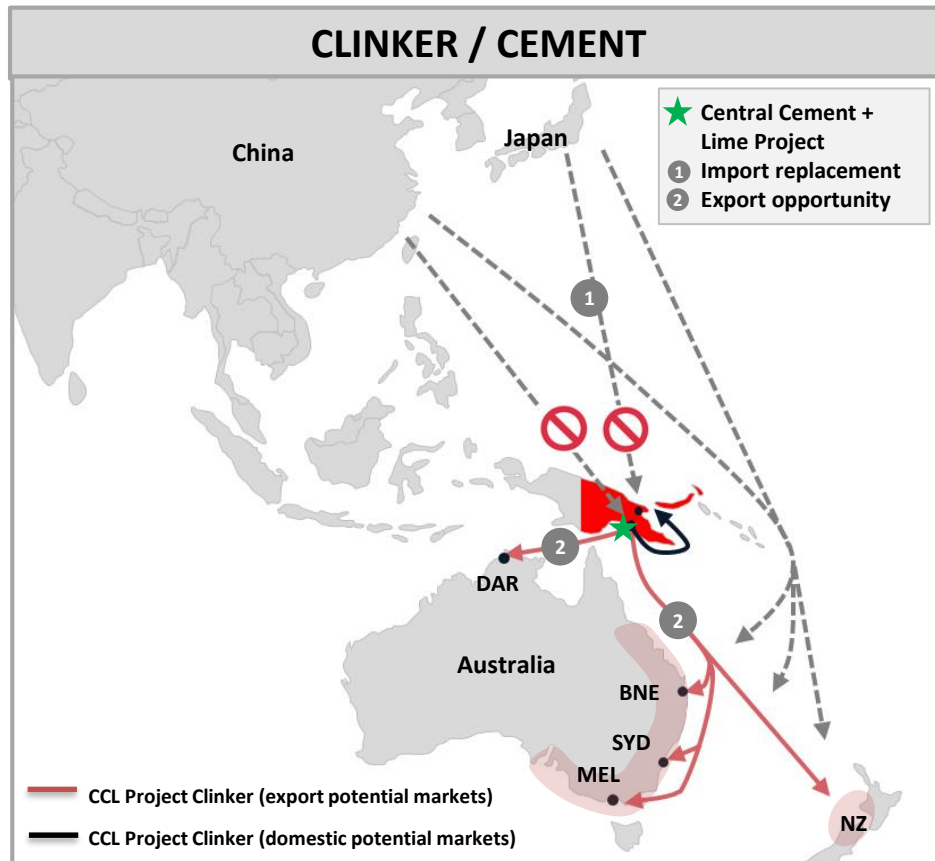 CLINKER / CEMENT
Central Cement +
Lime Project
1 Import replacement
2 Export opportunity
China
Japan
1
2
DAR
2
Australia
BNE
SYD
MEL
NZ
CCL Project Clinker (export potential markets)
CCL Project Clinker (domestic potential markets)